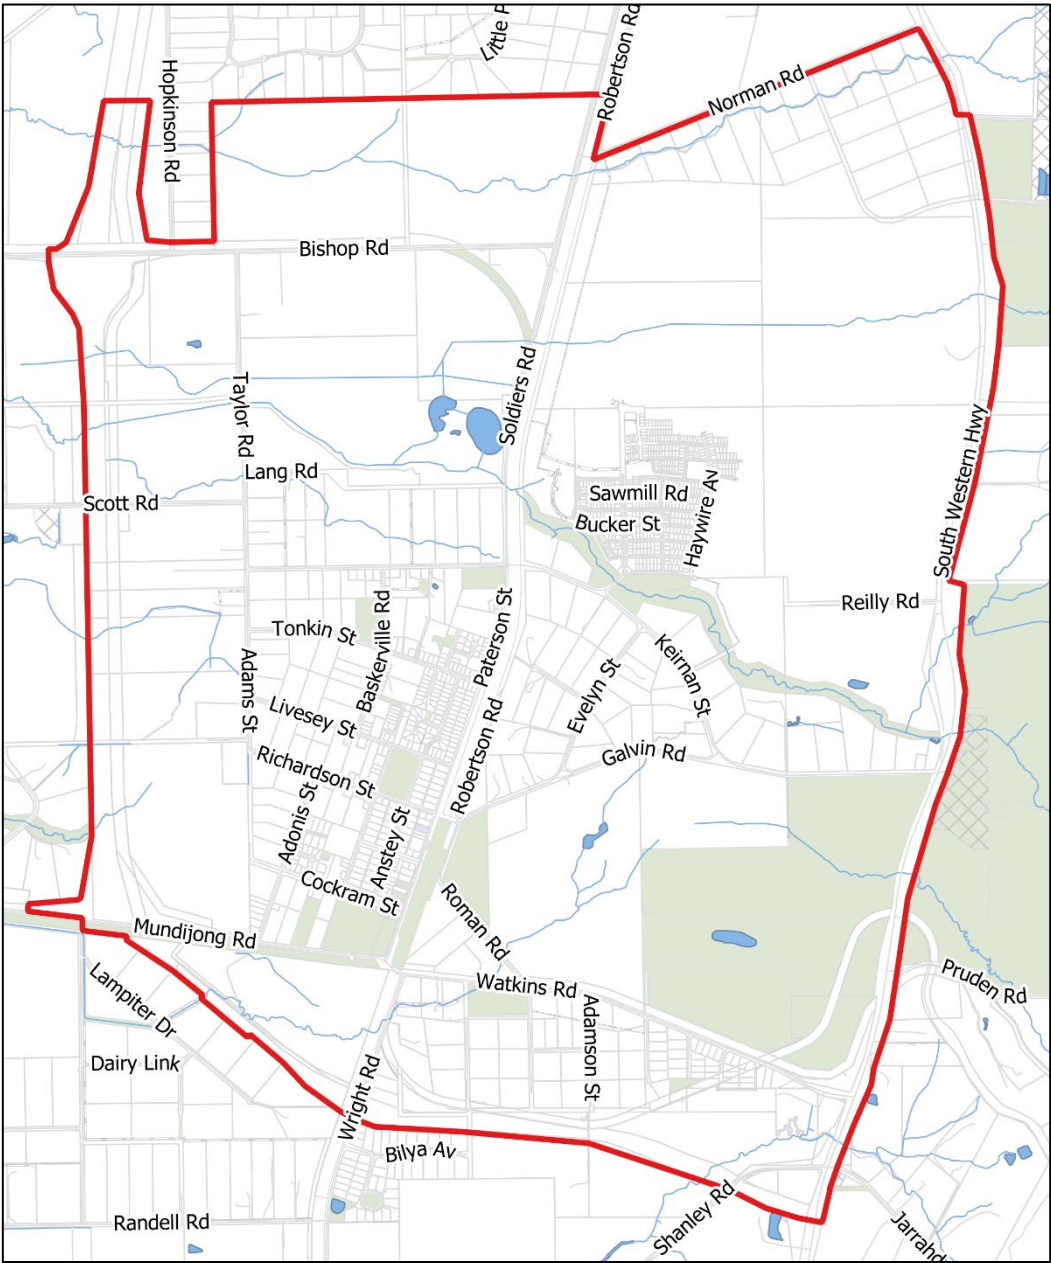 Little
Robertson Rd
Norman Rd
Hopkinson Rd
Bishop Rd
Soldiers Rd
Taylor Rd
Lang Rd
Scott Rd
Sawmill Rd
Bucker St
Haywire Av
South Western Hwy
Reilly Rd
Tonkin St
Baskerville Rd
Paterson St
Keirnan St
Evelyn St
Adams St
Livesey St
Galvin Rd
Robertson Rd
Richardson St
Adonis St
Anstey St
Cockram St
Roman Rd
Mundijong Rd
Watkins Rd
Pruden Rd
Lampiter Dr
Adamson St
Dairy Link
Wright Rd
Bilya Av
Shanley Rd
Randell Rd
Jarrahd